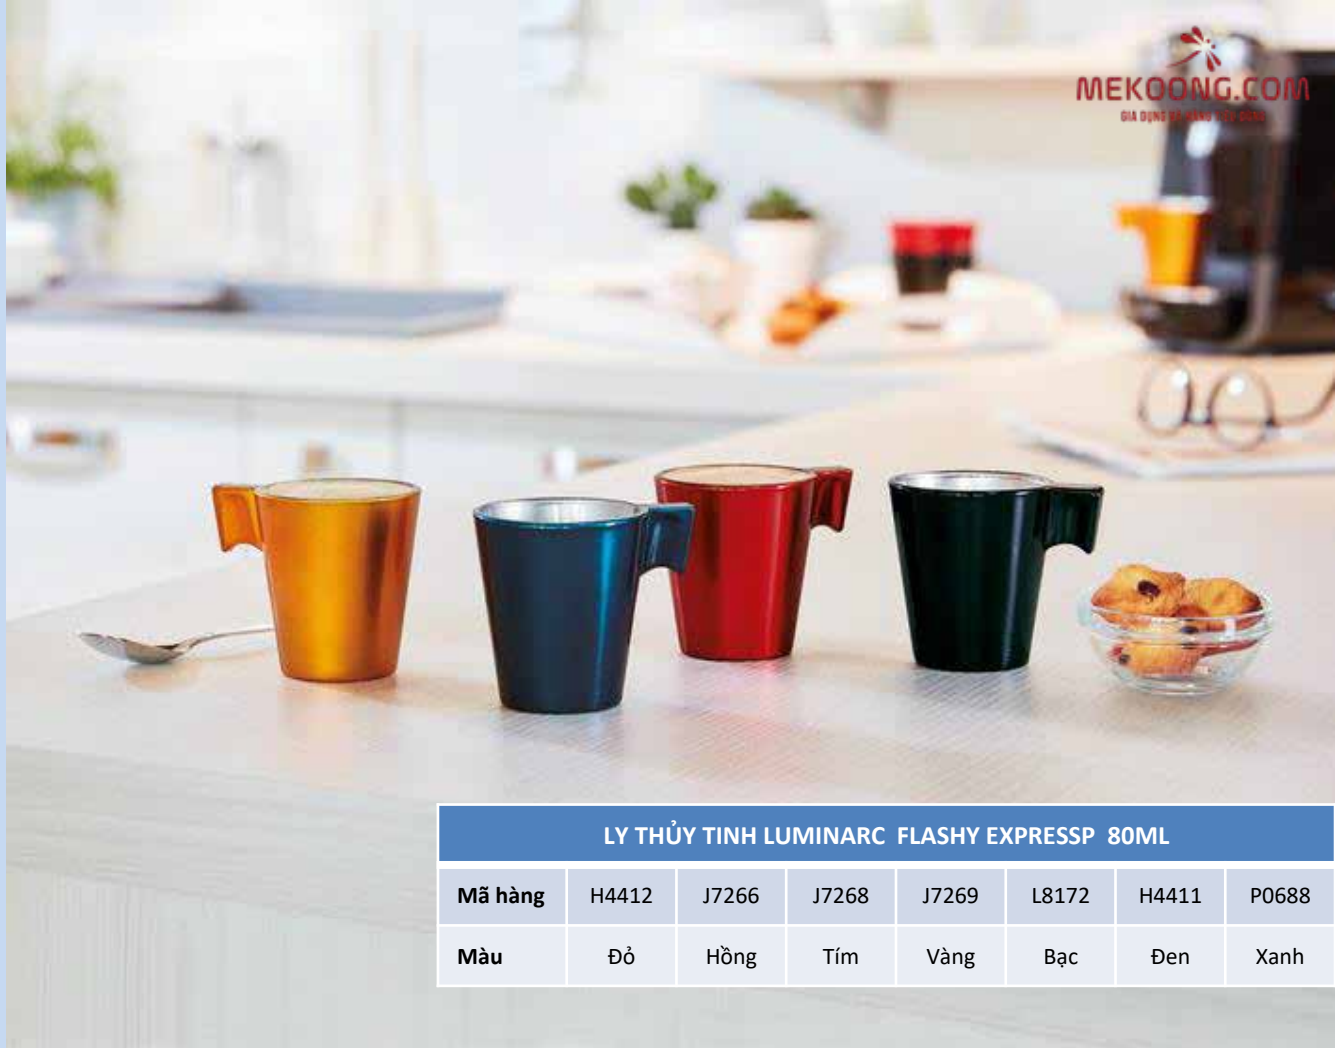 MEKOONG.COM
LY THỦY TINH LUMINARC FLASHY EXPRESSP 80ML
Mã hàng H4412 J7266 J7268 J7269 L8172 H4411 P0688
Màu Đỏ Hồng Tím Vàng Bạc Đen Xanh